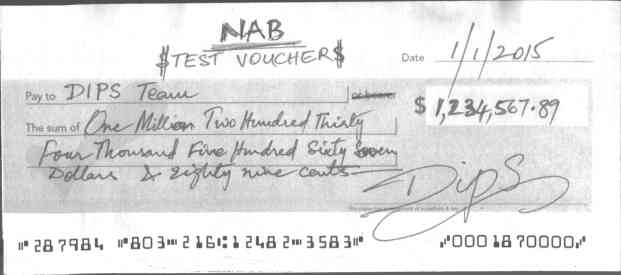 NAB
$TEST VOUCHER$
Date 1/1/2015
Pay to DIPS Team or bearer
The sum of One Million Two Hundred Thirty
$ 1,234,567.89
Four Thousand Five Hundred Sixty Seven
Dollars & Eighty nine cents
DipS
⑈287984 ⑈803⑉216⑆12482⑉3583⑈ ⑇0001870000⑇